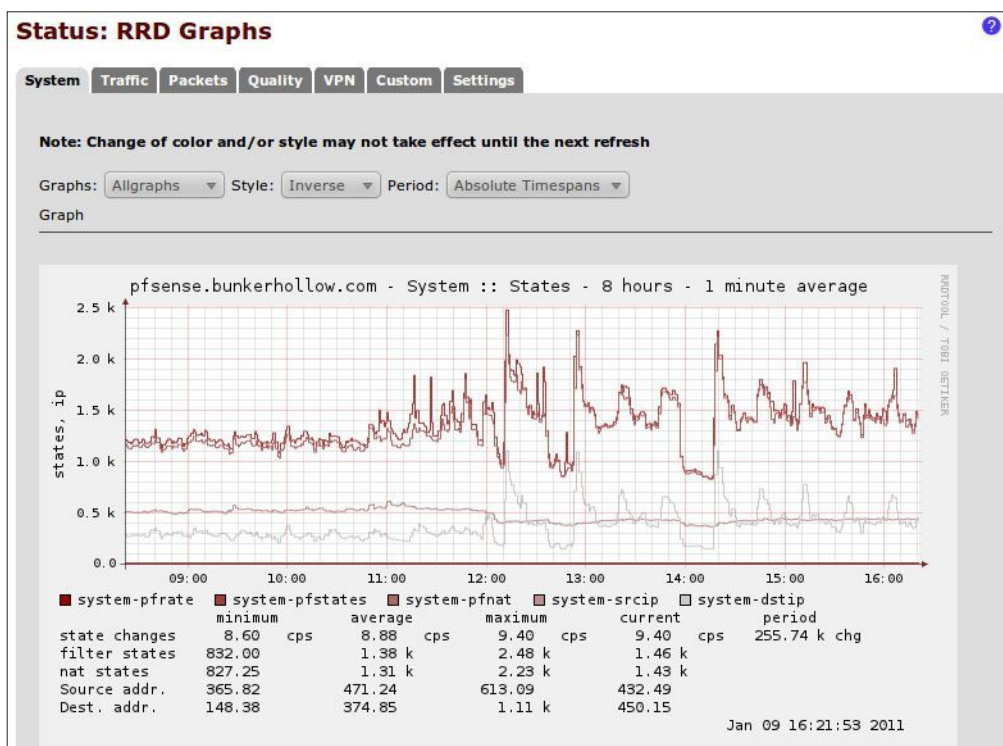 Status: RRD Graphs
?
System Traffic Packets Quality VPN Custom Settings
Note: Change of color and/or style may not take effect until the next refresh
Graphs: Allgraphs Style: Inverse Period: Absolute Timespans
Graph
pfsense.bunkerhollow.com - System :: States - 8 hours - 1 minute average
RRDTOOL / TOBI OETIKER
states, ip
2.5 k
2.0 k
1.5 k
1.0 k
0.5 k
0.0
09:00 10:00 11:00 12:00 13:00 14:00 15:00 16:00
system-pfrate system-pfstates system-pfnat system-srcip system-dstip
minimum average maximum current period
state changes 8.60 cps 8.88 cps 9.40 cps 9.40 cps 255.74 k chg
filter states 832.00 1.38 k 2.48 k 1.46 k
nat states 827.25 1.31 k 2.23 k 1.43 k
Source addr. 365.82 471.24 613.09 432.49
Dest. addr. 148.38 374.85 1.11 k 450.15
Jan 09 16:21:53 2011